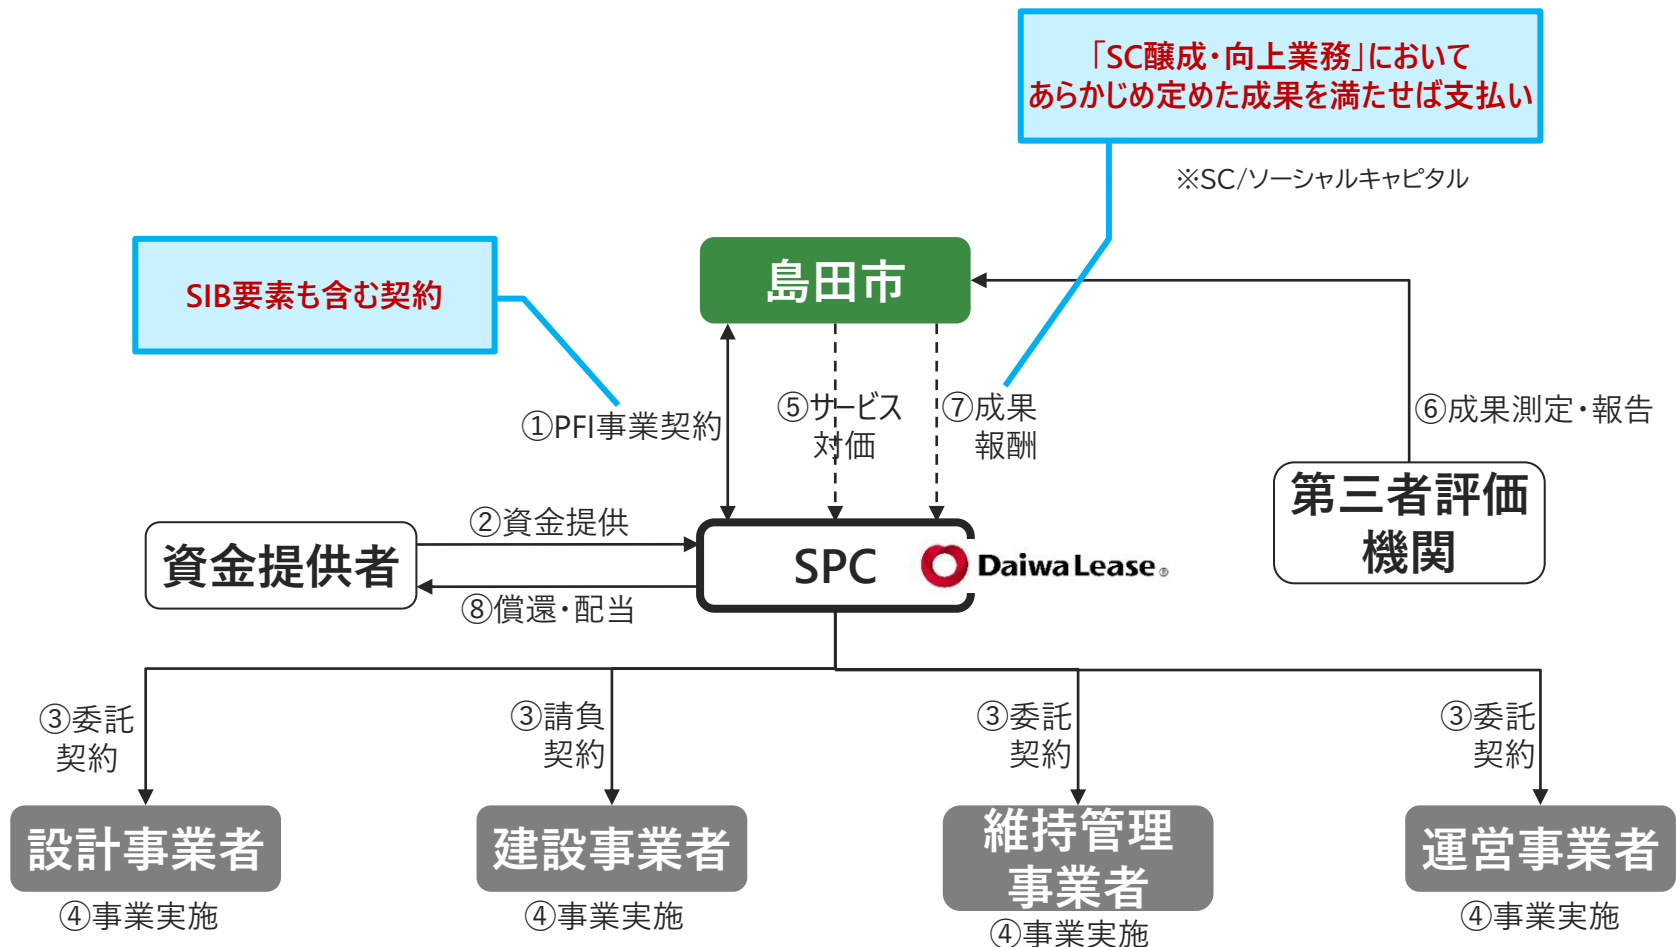 「SC醸成・向上業務」において
あらかじめ定めた成果を満たせば支払い
※SC/ソーシャルキャピタル
SIB要素も含む契約
島田市
①PFI事業契約
⑤サービス
対価
⑦成果
報酬
⑥成果測定・報告
第三者評価
機関
資金提供者
②資金提供
⑧償還・配当
SPC
Daiwa Lease®
③委託
契約
③請負
契約
③委託
契約
③委託
契約
設計事業者
建設事業者
維持管理
事業者
運営事業者
④事業実施
④事業実施
④事業実施
④事業実施